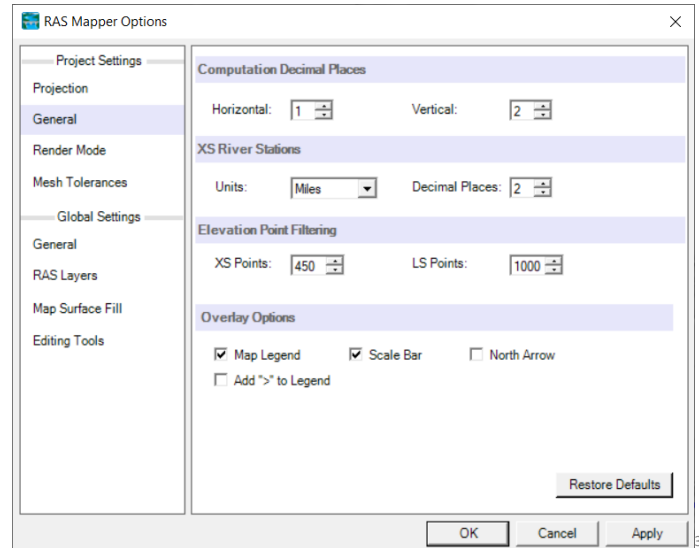 RAS Mapper Options
Project Settings
Projection
General
Render Mode
Mesh Tolerances
Global Settings
General
RAS Layers
Map Surface Fill
Editing Tools
Computation Decimal Places
Horizontal: 1 Vertical: 2
XS River Stations
Units: Miles Decimal Places: 2
Elevation Point Filtering
XS Points: 450 LS Points: 1000
Overlay Options
Map Legend Scale Bar North Arrow
Add ">" to Legend
Restore Defaults
OK Cancel Apply